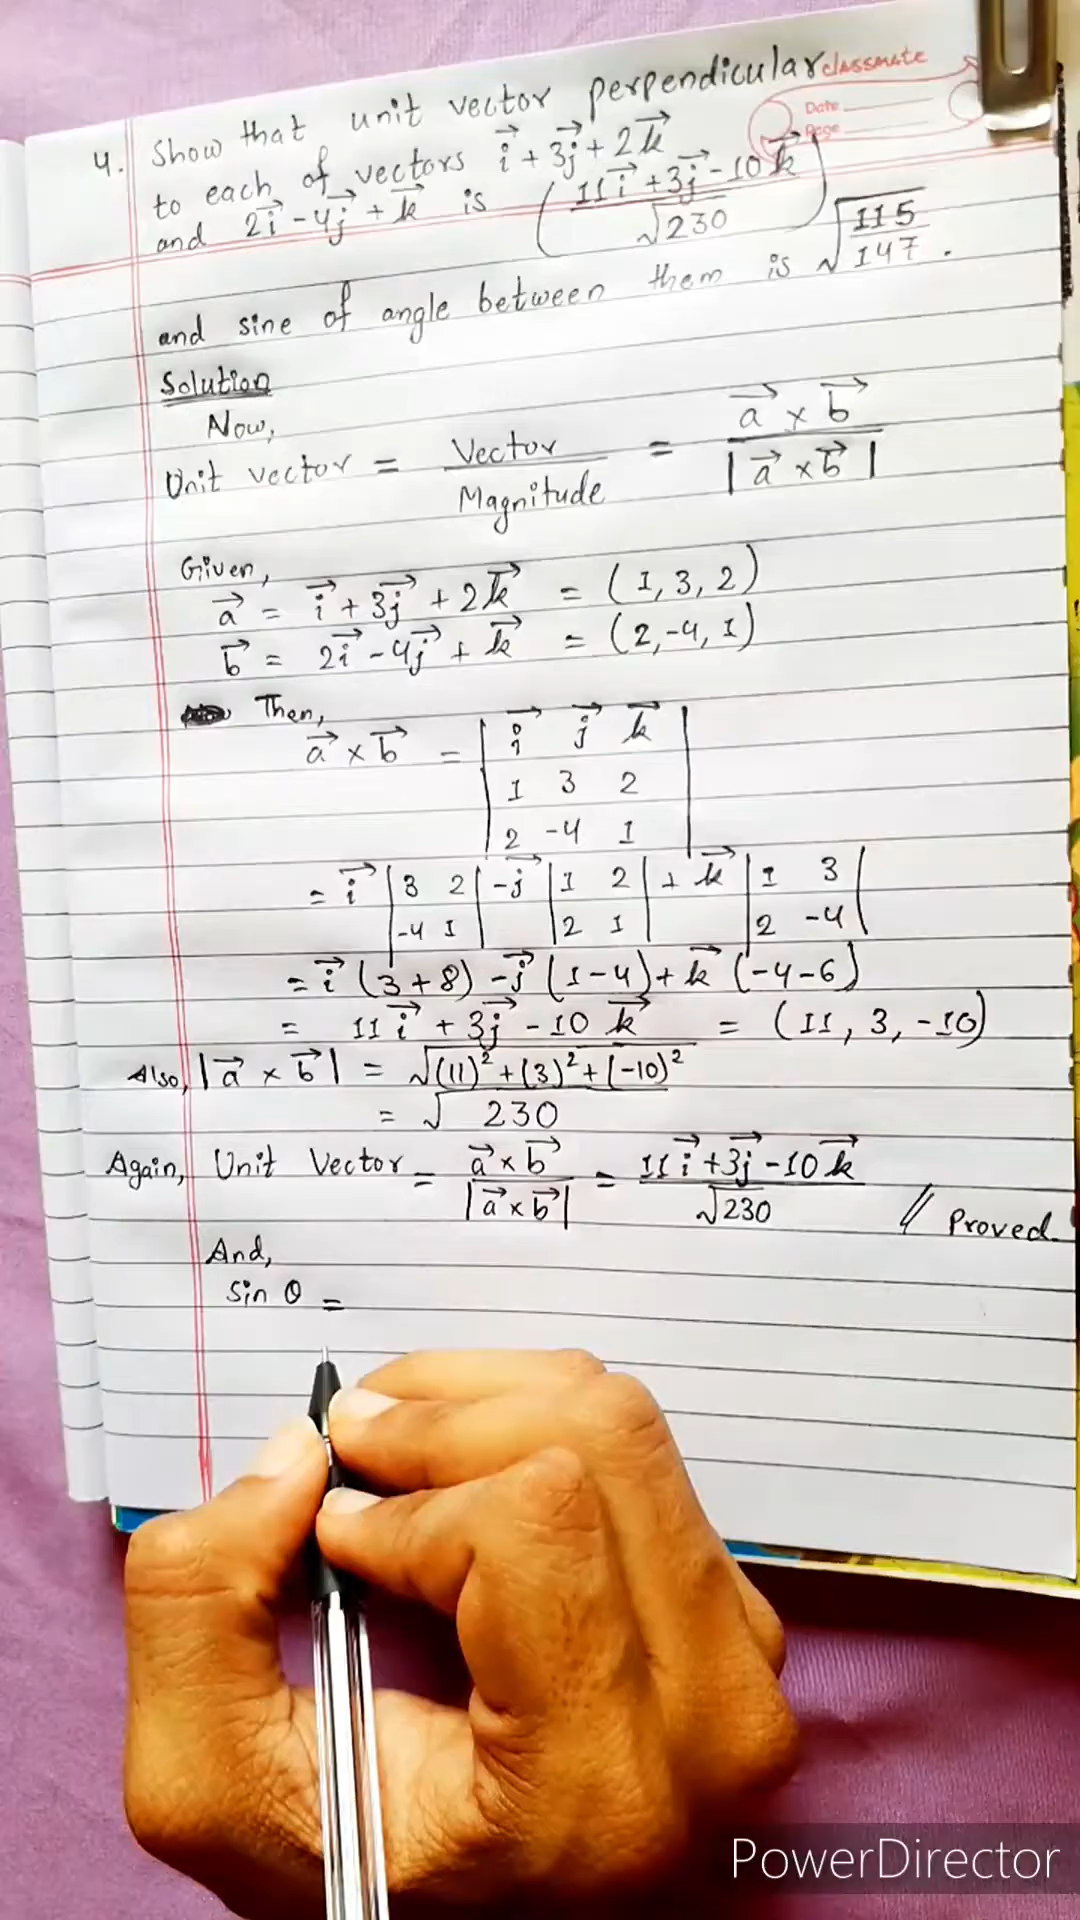 4. Show that unit vector perpendicular
classmate
Date
Page
to each of vectors i⃗ + 3j⃗ + 2k⃗
and 2i⃗ - 4j⃗ + k⃗ is (11i⃗ + 3j⃗ - 10k⃗ / √230)
and sine of angle between them is √(115/147).
Solution
Now,
Unit vector = Vector / Magnitude = a⃗ × b⃗ / |a⃗ × b⃗|
Given,
a⃗ = i⃗ + 3j⃗ + 2k⃗ = (1, 3, 2)
b⃗ = 2i⃗ - 4j⃗ + k⃗ = (2, -4, 1)
Then,
a⃗ × b⃗ = | i⃗ j⃗ k⃗ |
1 3 2
2 -4 1
= i⃗ | 3 2 | - j⃗ | 1 2 | + k⃗ | 1 3 |
-4 1 | 2 1 | 2 -4
= i⃗ (3+8) - j⃗ (1-4) + k⃗ (-4-6)
= 11i⃗ + 3j⃗ - 10k⃗ = (11, 3, -10)
Also, |a⃗ × b⃗| = √(11)² + (3)² + (-10)²
= √230
Again, Unit Vector = a⃗ × b⃗ / |a⃗ × b⃗| = 11i⃗ + 3j⃗ - 10k⃗ / √230 // Proved.
And,
Sin θ =
PowerDirector